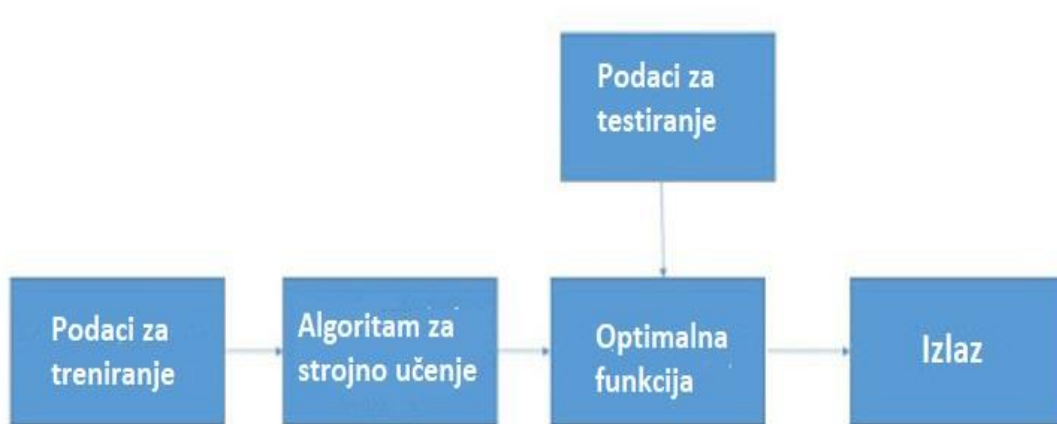 Podaci za
testiranje
Podaci za
treniranje
Algoritam za
strojno učenje
Optimalna
funkcija
Izlaz